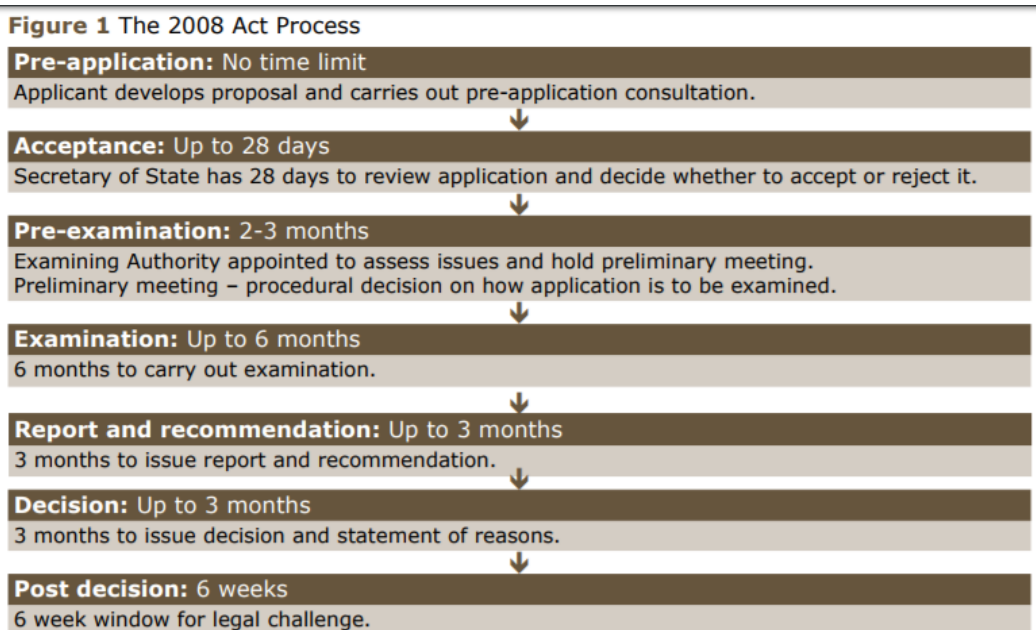 Figure 1 The 2008 Act Process
Pre-application: No time limit
Applicant develops proposal and carries out pre-application consultation.
Acceptance: Up to 28 days
Secretary of State has 28 days to review application and decide whether to accept or reject it.
Pre-examination: 2-3 months
Examining Authority appointed to assess issues and hold preliminary meeting.
Preliminary meeting – procedural decision on how application is to be examined.
Examination: Up to 6 months
6 months to carry out examination.
Report and recommendation: Up to 3 months
3 months to issue report and recommendation.
Decision: Up to 3 months
3 months to issue decision and statement of reasons.
Post decision: 6 weeks
6 week window for legal challenge.